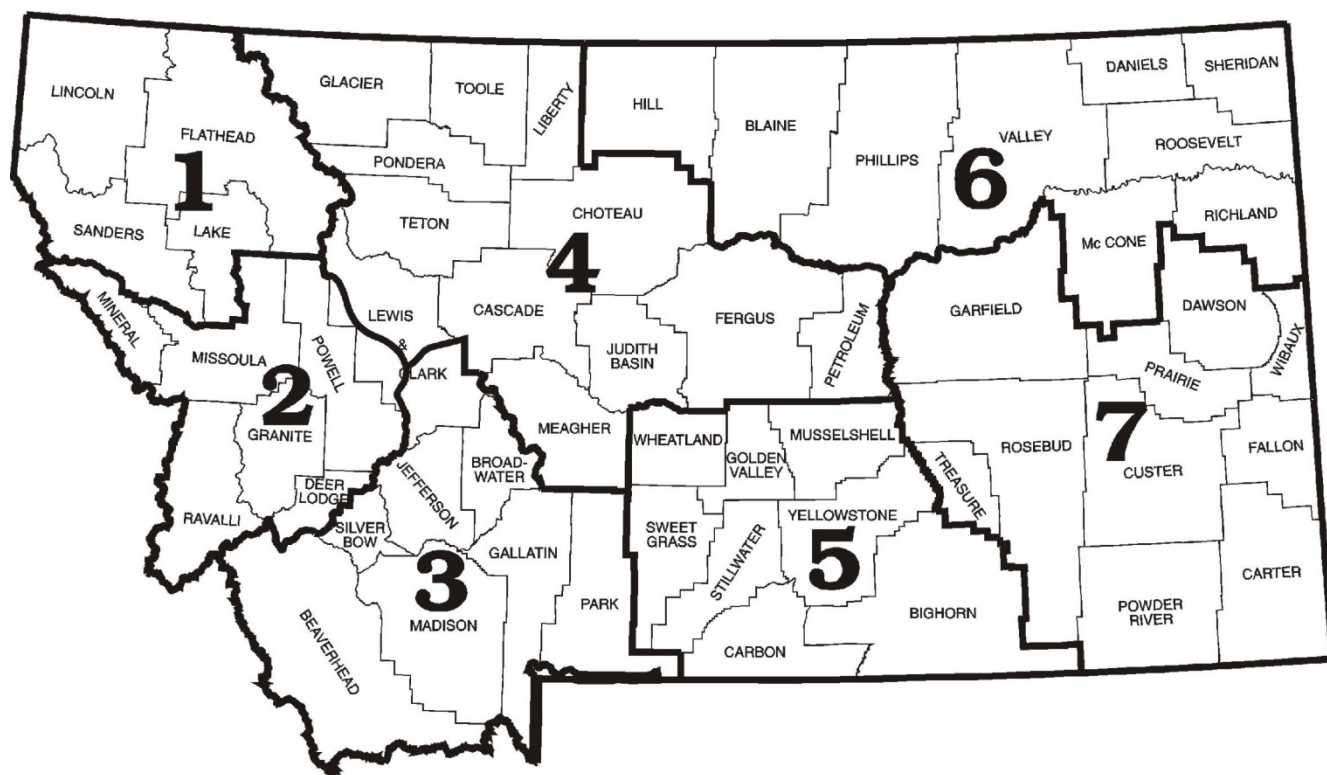 LINCOLN
FLATHEAD
GLACIER
TOOLE
LIBERTY
HILL
BLAINE
PHILLIPS
VALLEY
DANIELS
SHERIDAN
ROOSEVELT
1
PONDERA
6
SANDERS
LAKE
TETON
CHOTEAU
RICHLAND
Mc CONE
4
MINERAL
MISSOULA
POWELL
LEWIS
&
CLARK
CASCADE
JUDITH
BASIN
FERGUS
PETROLEUM
GARFIELD
DAWSON
WIBAUX
PRAIRIE
2
GRANITE
MEAGHER
WHEATLAND
GOLDEN
VALLEY
MUSSELSHELL
7
ROSEBUD
CUSTER
FALLON
TREASURE
RAVALLI
DEER
LODGE
JEFFERSON
BROAD-
WATER
SILVER
BOW
GALLATIN
SWEET
GRASS
STILLWATER
YELLOWSTONE
5
3
MADISON
PARK
BEAVERHEAD
CARBON
BIGHORN
POWDER
RIVER
CARTER